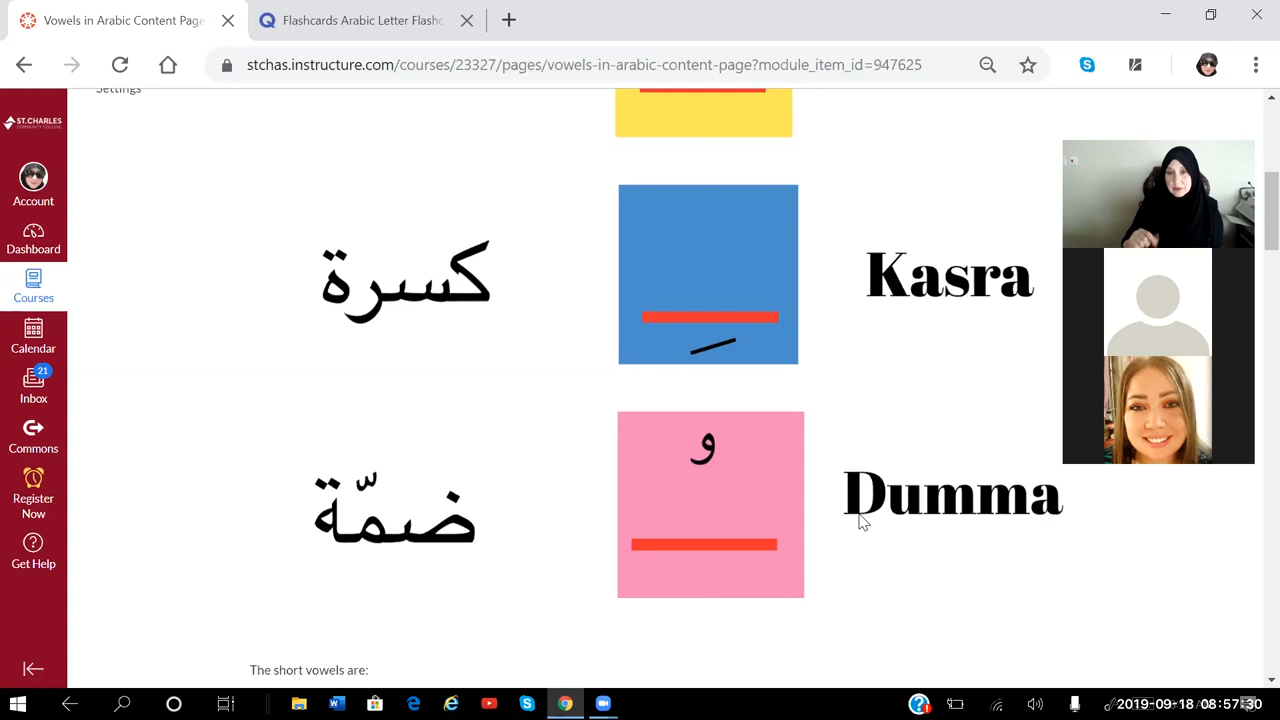 Vowels in Arabic Content Page
Flashcards Arabic Letter Flashc
stchas.instructure.com/courses/23327/pages/vowels-in-arabic-content-page?module_item_id=947625
Settings
ST.CHARLES
COMMUNITY COLLEGE
Account
Dashboard
Courses
Calendar
21
Inbox
Commons
Register
Now
Get Help
كسرة
Kasra
ضمّة
و
Dumma
The short vowels are:
2019-09-18 08:57:30